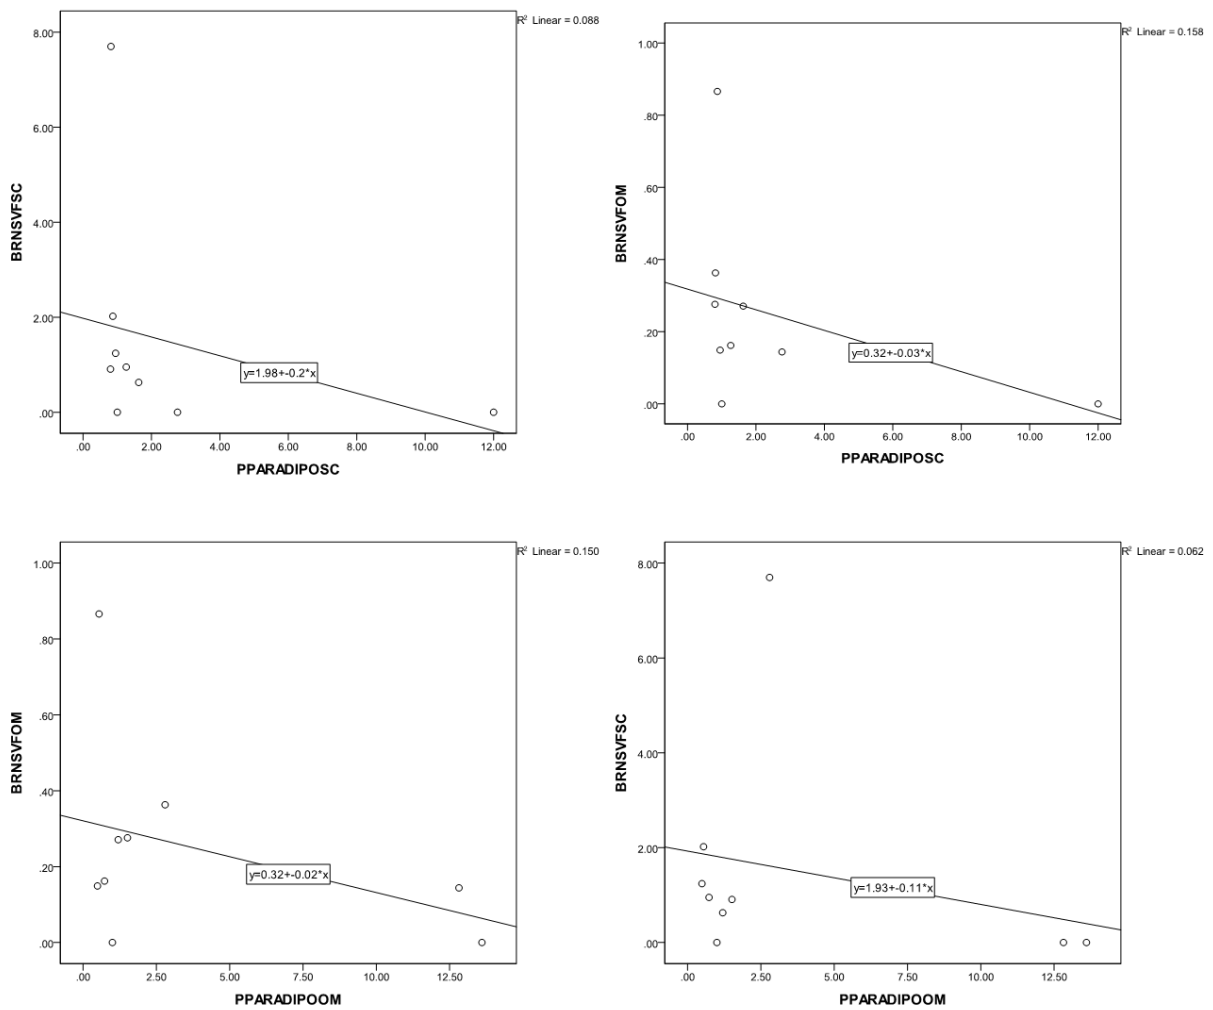 R² Linear = 0.088
8.00
6.00
4.00
2.00
.00
BRNSVFSC
y=1.98+-0.2*x
.00 2.00 4.00 6.00 8.00 10.00 12.00
PPARADIPOSC
R² Linear = 0.158
1.00
.80
.60
.40
.20
.00
BRNSVFOM
y=0.32+-0.03*x
.00 2.00 4.00 6.00 8.00 10.00 12.00
PPARADIPOSC
R² Linear = 0.150
1.00
.80
.60
.40
.20
.00
BRNSVFOM
y=0.32+-0.02*x
.00 2.50 5.00 7.50 10.00 12.50
PPARADIPOOM
R² Linear = 0.062
8.00
6.00
4.00
2.00
.00
BRNSVFSC
y=1.93+-0.11*x
.00 2.50 5.00 7.50 10.00 12.50
PPARADIPOOM